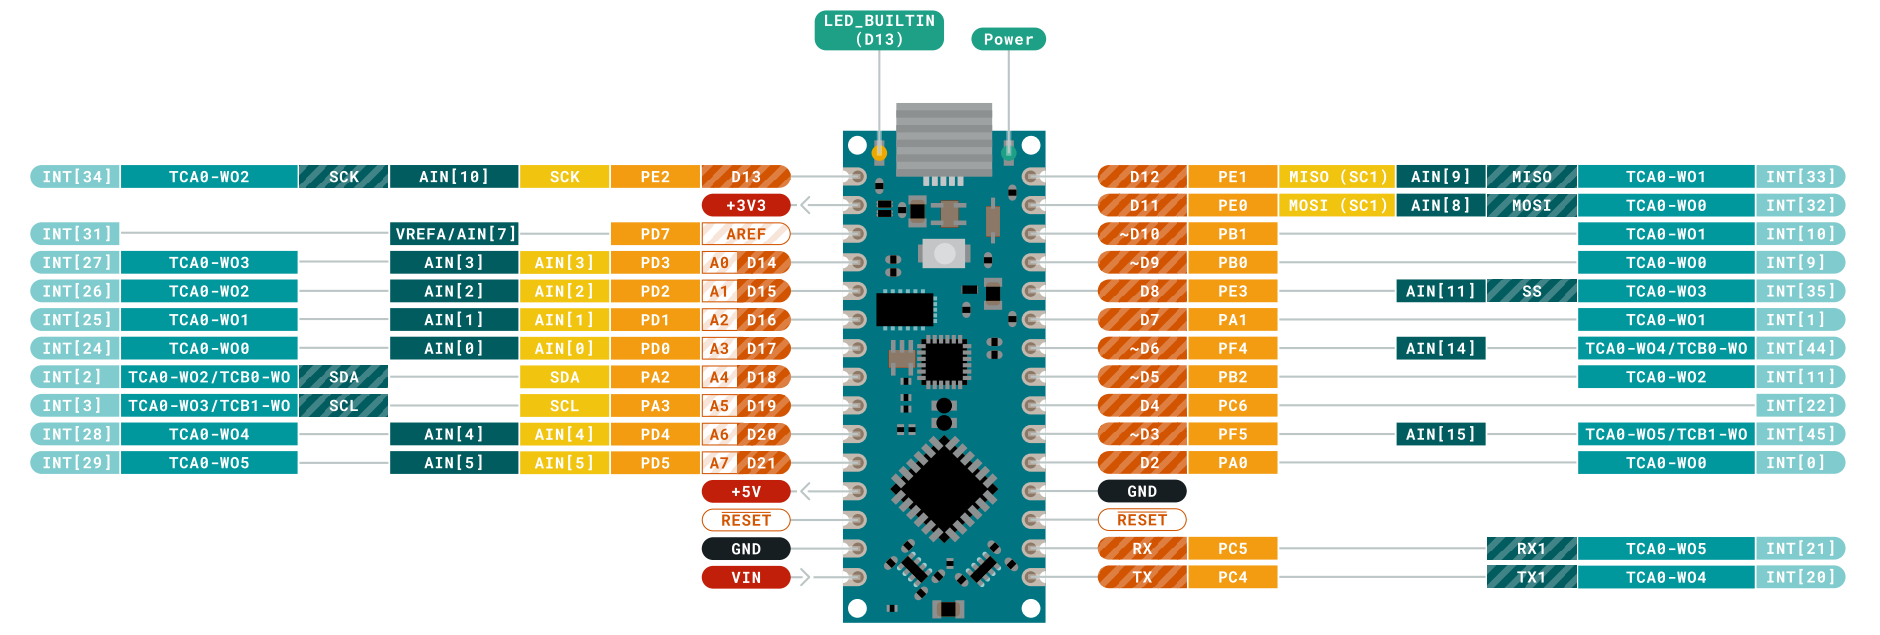 LED_BUILTIN
(D13)
Power
INT[34] TCA0-WO2 SCK AIN[10] SCK PE2 D13
D12 PE1 MISO (SC1) AIN[9] MISO TCA0-WO1 INT[33]
+3V3
D11 PE0 MOSI (SC1) AIN[8] MOSI TCA0-WO0 INT[32]
INT[31] VREFA/AIN[7] PD7 AREF
~D10 PB1 TCA0-WO1 INT[10]
INT[27] TCA0-WO3 AIN[3] AIN[3] PD3 A0 D14
~D9 PB0 TCA0-WO0 INT[9]
INT[26] TCA0-WO2 AIN[2] AIN[2] PD2 A1 D15
D8 PE3 AIN[11] SS TCA0-WO3 INT[35]
INT[25] TCA0-WO1 AIN[1] AIN[1] PD1 A2 D16
D7 PA1 TCA0-WO1 INT[1]
INT[24] TCA0-WO0 AIN[0] AIN[0] PD0 A3 D17
~D6 PF4 AIN[14] TCA0-WO4/TCB0-WO INT[44]
INT[2] TCA0-WO2/TCB0-WO SDA SDA PA2 A4 D18
~D5 PB2 TCA0-WO2 INT[11]
INT[3] TCA0-WO3/TCB1-WO SCL SCL PA3 A5 D19
D4 PC6 INT[22]
INT[28] TCA0-WO4 AIN[4] AIN[4] PD4 A6 D20
~D3 PF5 AIN[15] TCA0-WO5/TCB1-WO INT[45]
INT[29] TCA0-WO5 AIN[5] AIN[5] PD5 A7 D21
D2 PA0 TCA0-WO0 INT[0]
+5V
GND
RESET
RESET
GND
RX PC5 RX1 TCA0-WO5 INT[21]
VIN
TX PC4 TX1 TCA0-WO4 INT[20]